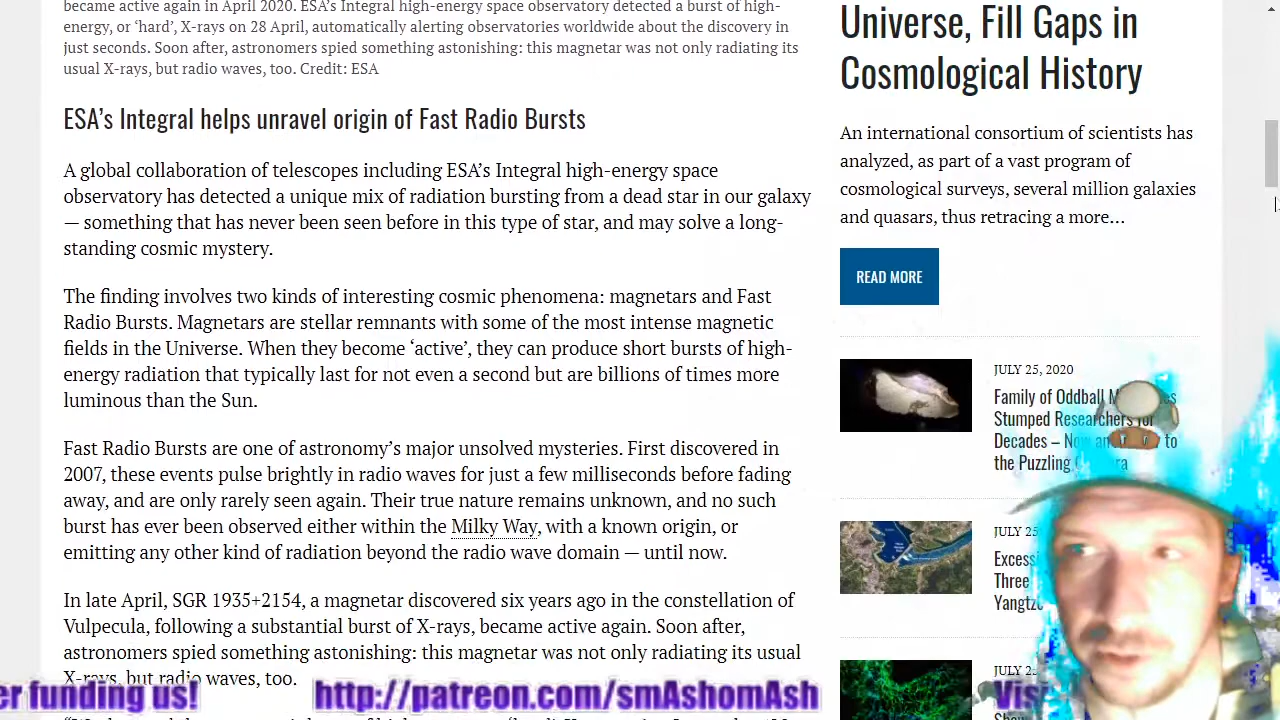 became active again in April 2020. ESA's Integral high-energy space observatory detected a burst of high-
energy, or ‘hard’, X-rays on 28 April, automatically alerting observatories worldwide about the discovery in
just seconds. Soon after, astronomers spied something astonishing: this magnetar was not only radiating its
usual X-rays, but radio waves, too. Credit: ESA
ESA’s Integral helps unravel origin of Fast Radio Bursts
A global collaboration of telescopes including ESA’s Integral high-energy space
observatory has detected a unique mix of radiation bursting from a dead star in our galaxy
— something that has never been seen before in this type of star, and may solve a long-
standing cosmic mystery.
The finding involves two kinds of interesting cosmic phenomena: magnetars and Fast
Radio Bursts. Magnetars are stellar remnants with some of the most intense magnetic
fields in the Universe. When they become ‘active’, they can produce short bursts of high-
energy radiation that typically last for not even a second but are billions of times more
luminous than the Sun.
Fast Radio Bursts are one of astronomy’s major unsolved mysteries. First discovered in
2007, these events pulse brightly in radio waves for just a few milliseconds before fading
away, and are only rarely seen again. Their true nature remains unknown, and no such
burst has ever been observed either within the Milky Way, with a known origin, or
emitting any other kind of radiation beyond the radio wave domain — until now.
In late April, SGR 1935+2154, a magnetar discovered six years ago in the constellation of
Vulpecula, following a substantial burst of X-rays, became active again. Soon after,
astronomers spied something astonishing: this magnetar was not only radiating its usual
X-rays, but radio waves, too.
Universe, Fill Gaps in
Cosmological History
An international consortium of scientists has
analyzed, as part of a vast program of
cosmological surveys, several million galaxies
and quasars, thus retracing a more…
READ MORE
JULY 25, 2020
Family of Oddball
Stumped Researchers for
Decades – Now an to
the Puzzling
JULY 25
Three
er funding us! http://patreon.com/smAshomAsh